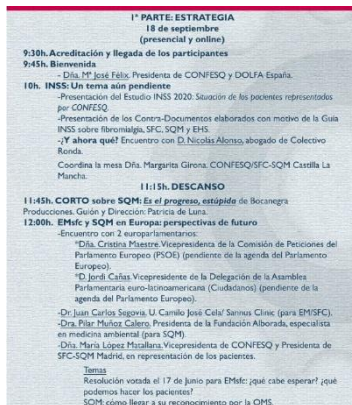 1ª PARTE: ESTRATEGIA
18 de septiembre
(presencial y online)
9:30h. Acreditación y llegada de los participantes
9:45h. Bienvenida
- Dña. Mª José Félix. Presidenta de CONFESQ y DOLFA España.
10h. INSS: Un tema aún pendiente
-Presentación del Estudio INSS 2020: Situación de los pacientes representados
por CONFESQ.
-Presentación de los Contra-Documentos elaborados con motivo de la Guía
INSS sobre fibromialgia, SFC, SQM y EHS.
-¿Y ahora qué? Encuentro con D. Nicolás Alonso, abogado de Colectivo
Ronda.
Coordina la mesa Dña. Margarita Girona. CONFESQ/SFC-SQM Castilla La
Mancha.
11:15h. DESCANSO
11:45h. CORTO sobre SQM: Es el progreso, estúpida de Bocanegra
Producciones. Guión y Dirección: Patricia de Luna.
12:00h. EMsfc y SQM en Europa: perspectivas de futuro
-Encuentro con 2 europarlamentarios:
*Dña. Cristina Maestre. Vicepresidenta de la Comisión de Peticiones del
Parlamento Europeo (PSOE) (pendiente de la agenda del Parlamento
Europeo).
*D. Jordi Cañas. Vicepresidente de la Delegación de la Asamblea
Parlamentaria euro-latinoamericana (Ciudadanos) (pendiente de la
agenda del Parlamento Europeo).
-Dr. Juan Carlos Segovia, U. Camilo José Cela/ Sannus Clinic (para EM/SFC).
-Dra. Pilar Muñoz Calero, Presidenta de la Fundación Alborada, especialista
en medicina ambiental (para SQM).
-Dña. María López Matallana. Vicepresidenta de CONFESQ y Presidenta de
SFC-SQM Madrid, en representación de los pacientes.
Temas
Resolución votada el 17 de Junio para EMsfc: ¿qué cabe esperar? ¿qué
podemos hacer los pacientes?
SQM: cómo llegar a su reconocimiento por la OMS.